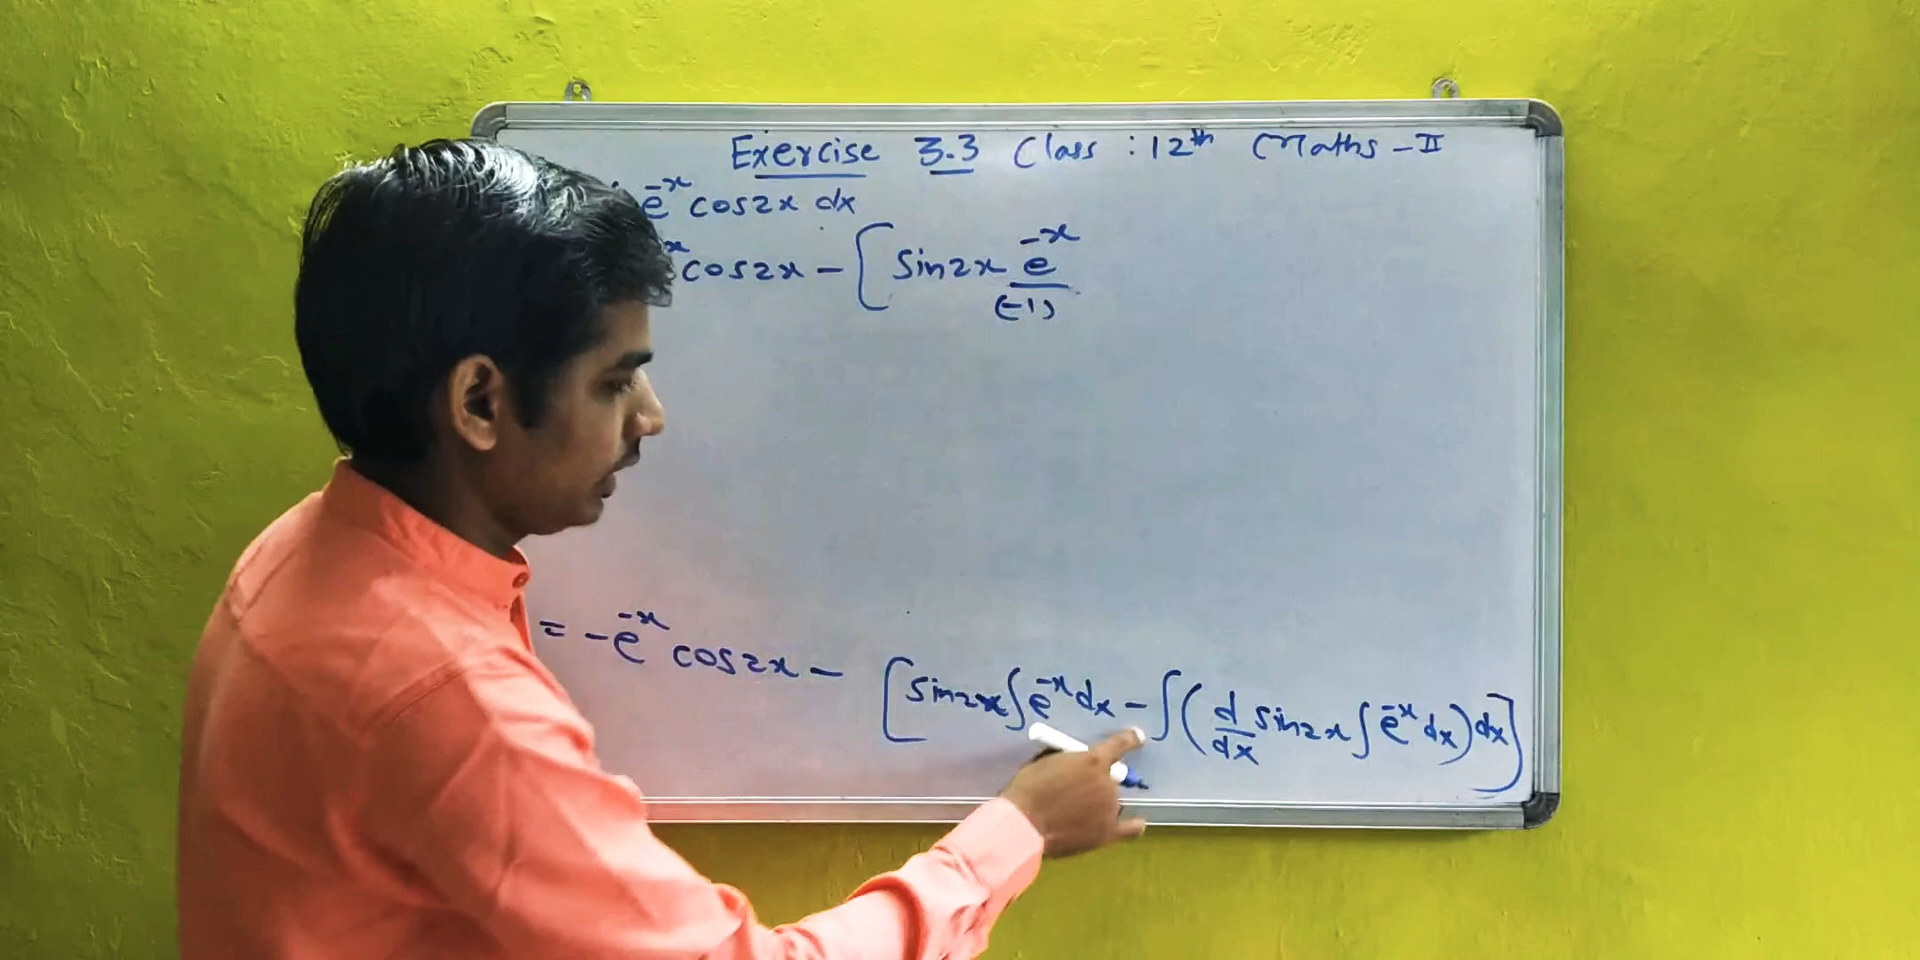 Exercise 3.3 Class : 12th Maths - II
e^-x cos2x dx
^x cos2x - [ sin2x e^-x/(-1)
= -e^-x cos2x - [ sin2x ∫ e^-x dx - ∫ ( d/dx sin2x ∫ e^-x dx ) dx ]